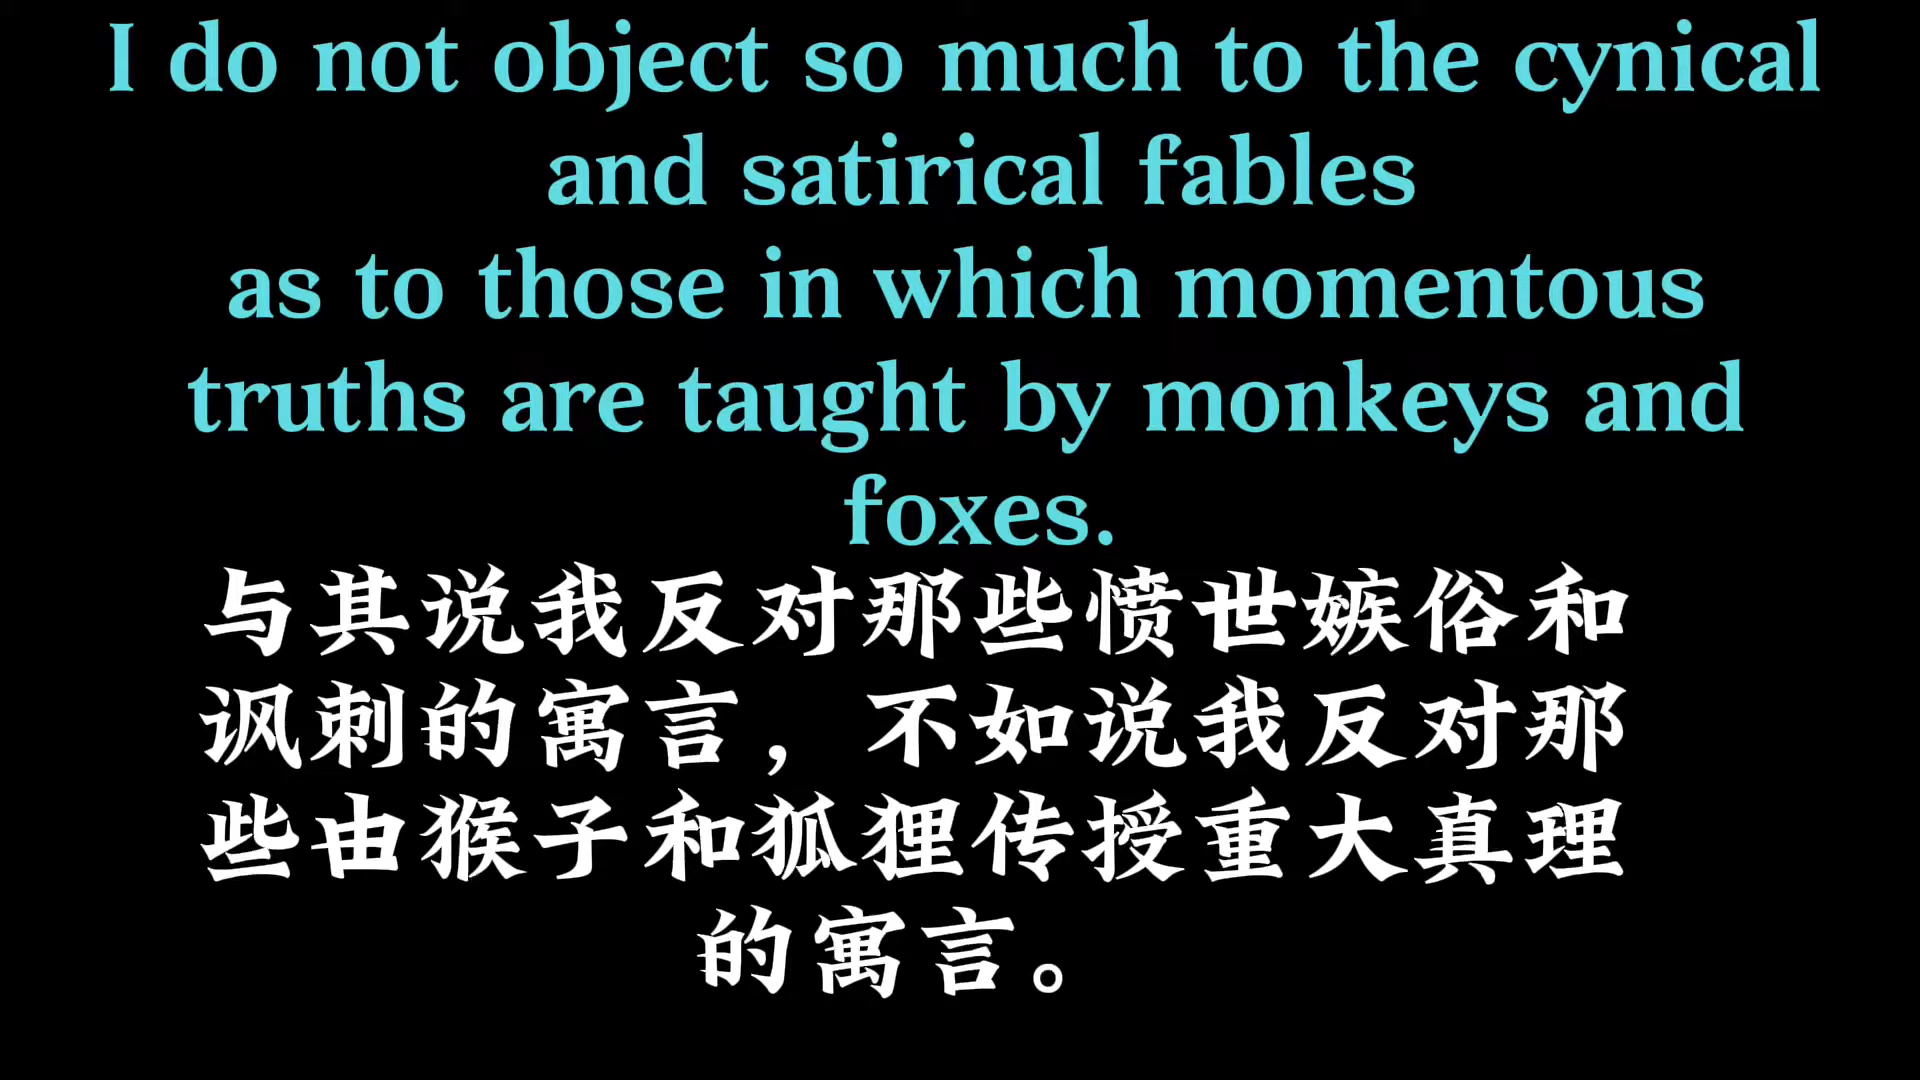 I do not object so much to the cynical
and satirical fables
as to those in which momentous
truths are taught by monkeys and
foxes.
与其说我反对那些愤世嫉俗和
讽刺的寓言，不如说我反对那
些由猴子和狐狸传授重大真理
的寓言。